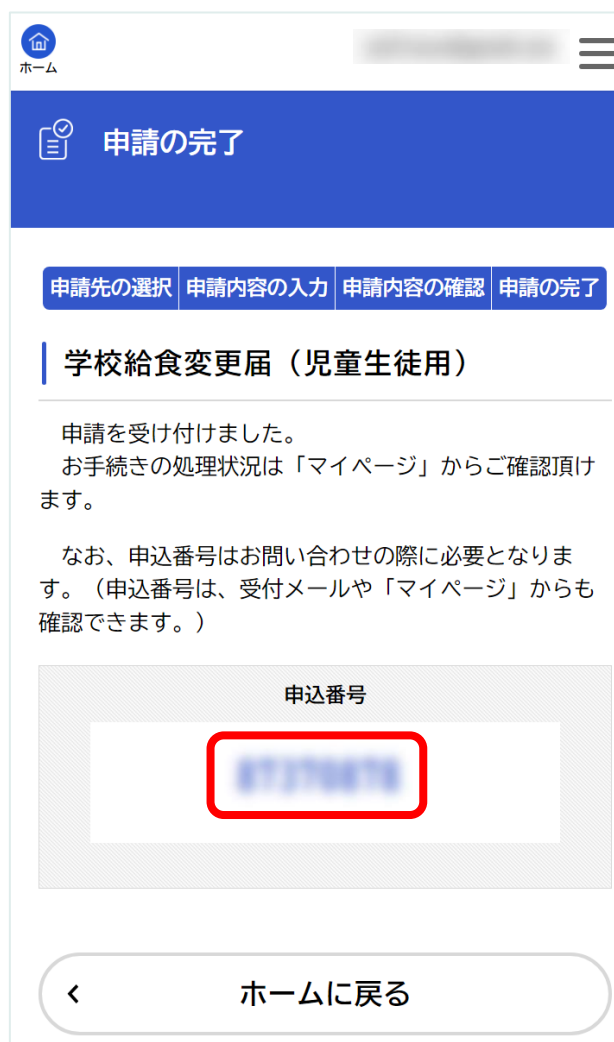 ホーム
申請の完了
申請先の選択 申請内容の入力 申請内容の確認 申請の完了
学校給食変更届（児童生徒用）
申請を受け付けました。
お手続きの処理状況は「マイページ」からご確認頂け
ます。
なお、申込番号はお問い合わせの際に必要となりま
す。（申込番号は、受付メールや「マイページ」からも
確認できます。）
申込番号
ホームに戻る